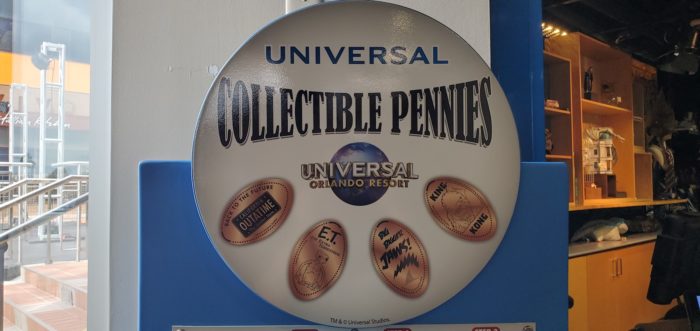 UNIVERSAL
COLLECTIBLE PENNIES
UNIVERSAL
ORLANDO RESORT
BACK TO THE FUTURE
OUTATIME
E.T.
JAWS!
KING
KONG
TM & © Universal Studios.